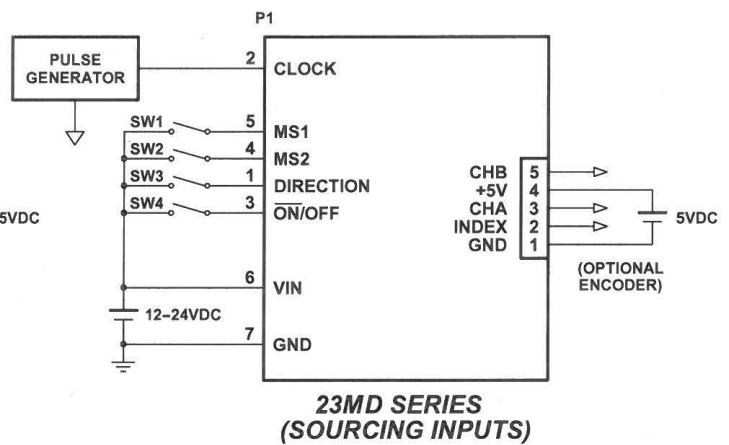 P1
PULSE
GENERATOR
2 CLOCK
SW1 5 MS1
SW2 4 MS2
SW3 1 DIRECTION
SW4 3 ON/OFF
5VDC
6 VIN
12–24VDC
7 GND
CHB 5
+5V 4
CHA 3
INDEX 2
GND 1
5VDC
(OPTIONAL
ENCODER)
23MD SERIES
(SOURCING INPUTS)